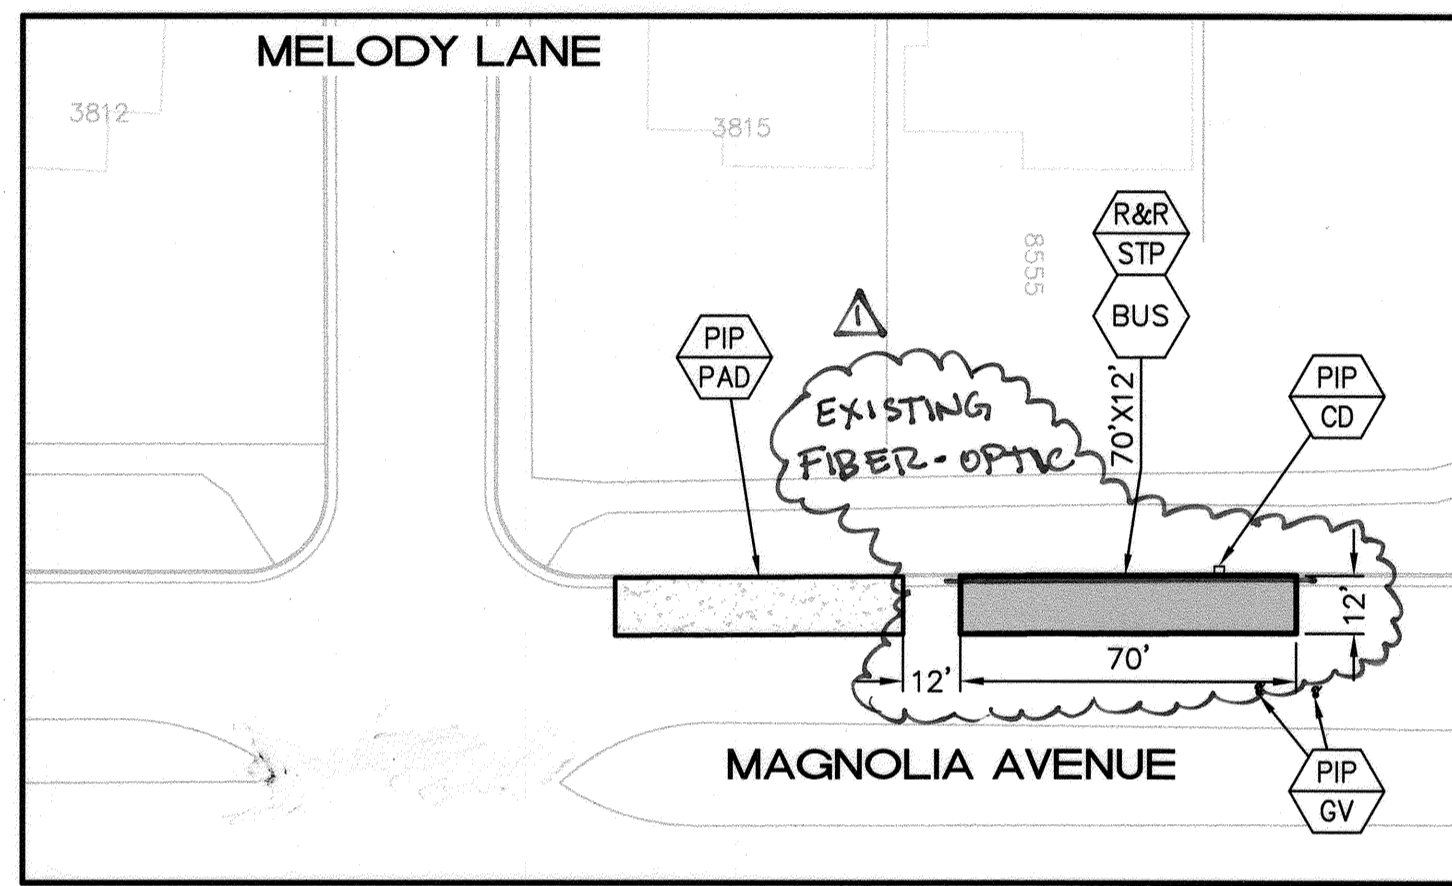 MELODY LANE
3812
3815
8555
R&R
STP
BUS
70'X12'
PIP
PAD
1
EXISTING
FIBER-OPTIC
PIP
CD
12'
12'
70'
MAGNOLIA AVENUE
PIP
GV